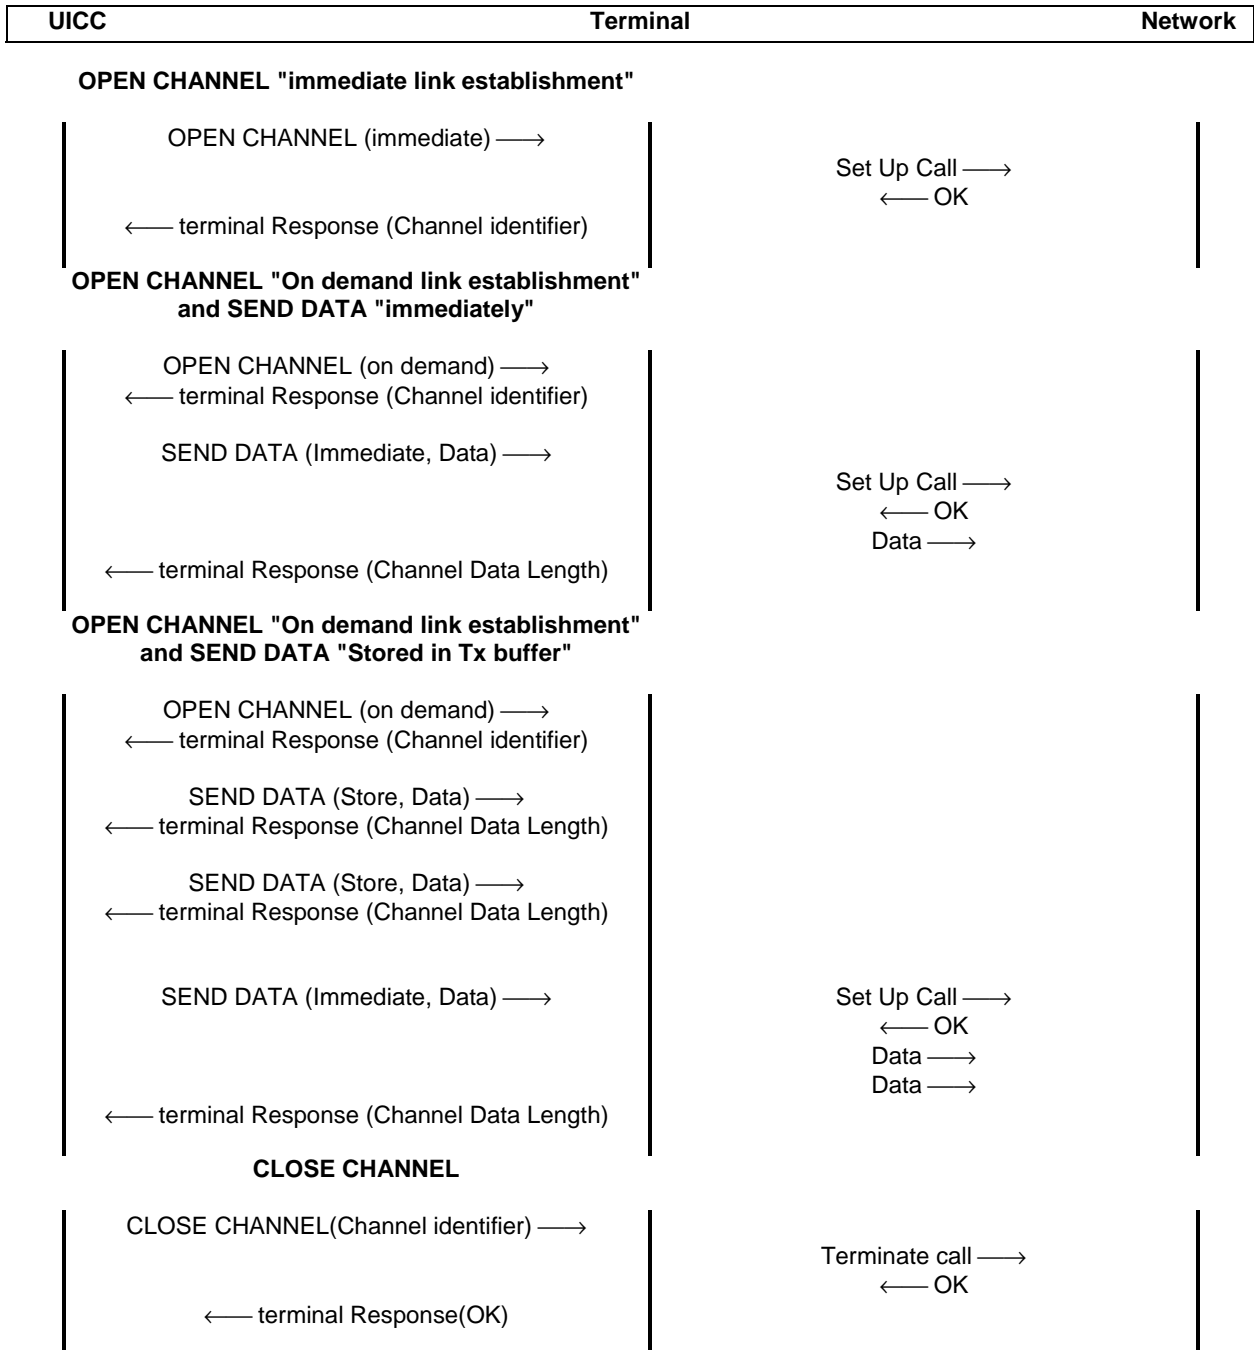 UICC Terminal Network
OPEN CHANNEL "immediate link establishment"
OPEN CHANNEL (immediate) ⟶
Set Up Call ⟶
⟵ OK
⟵ terminal Response (Channel identifier)
OPEN CHANNEL "On demand link establishment"
and SEND DATA "immediately"
OPEN CHANNEL (on demand) ⟶
⟵ terminal Response (Channel identifier)
SEND DATA (Immediate, Data) ⟶
Set Up Call ⟶
⟵ OK
Data ⟶
⟵ terminal Response (Channel Data Length)
OPEN CHANNEL "On demand link establishment"
and SEND DATA "Stored in Tx buffer"
OPEN CHANNEL (on demand) ⟶
⟵ terminal Response (Channel identifier)
SEND DATA (Store, Data) ⟶
⟵ terminal Response (Channel Data Length)
SEND DATA (Store, Data) ⟶
⟵ terminal Response (Channel Data Length)
SEND DATA (Immediate, Data) ⟶ Set Up Call ⟶
⟵ OK
Data ⟶
Data ⟶
⟵ terminal Response (Channel Data Length)
CLOSE CHANNEL
CLOSE CHANNEL(Channel identifier) ⟶
Terminate call ⟶
⟵ OK
⟵ terminal Response(OK)